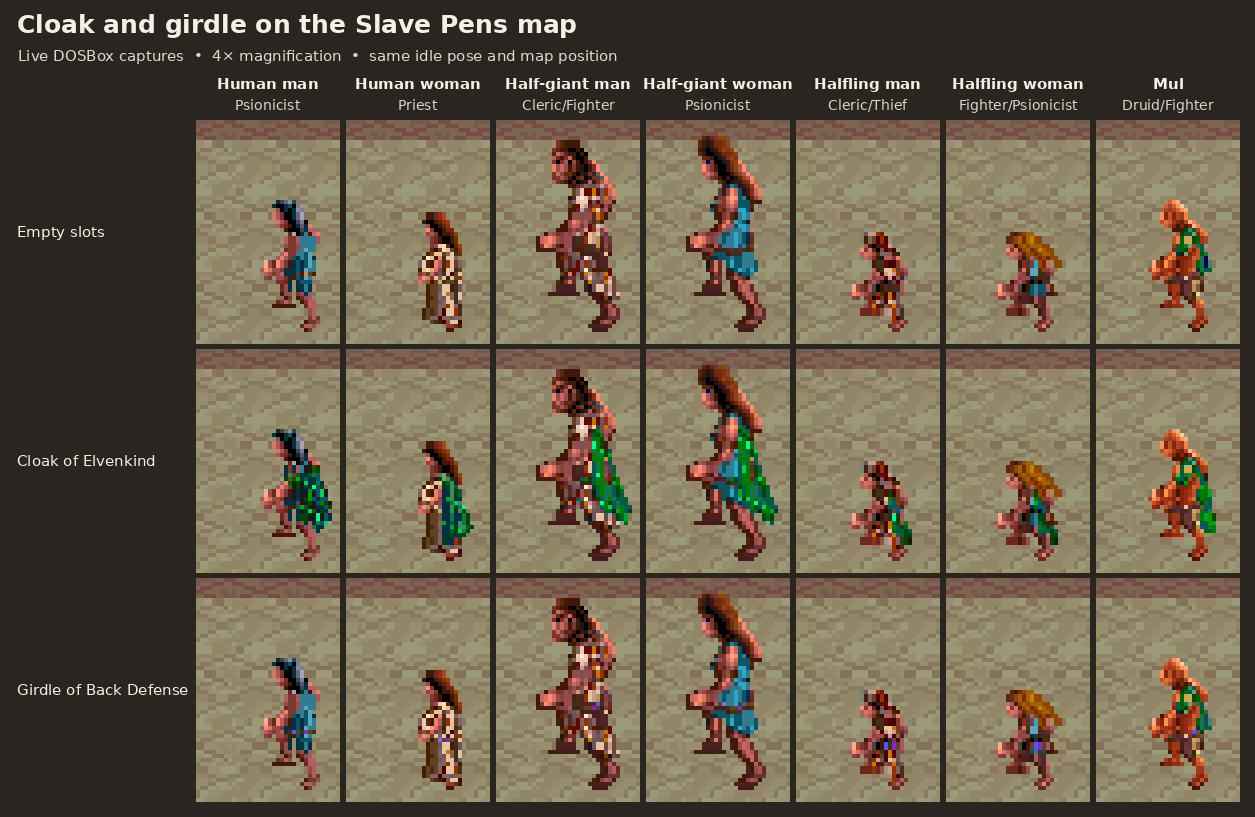 Cloak and girdle on the Slave Pens map
Live DOSBox captures • 4× magnification • same idle pose and map position
Human man Human woman Half-giant man Half-giant woman Halfling man Halfling woman Mul
Psionicist Priest Cleric/Fighter Psionicist Cleric/Thief Fighter/Psionicist Druid/Fighter
Empty slots
Cloak of Elvenkind
Girdle of Back Defense